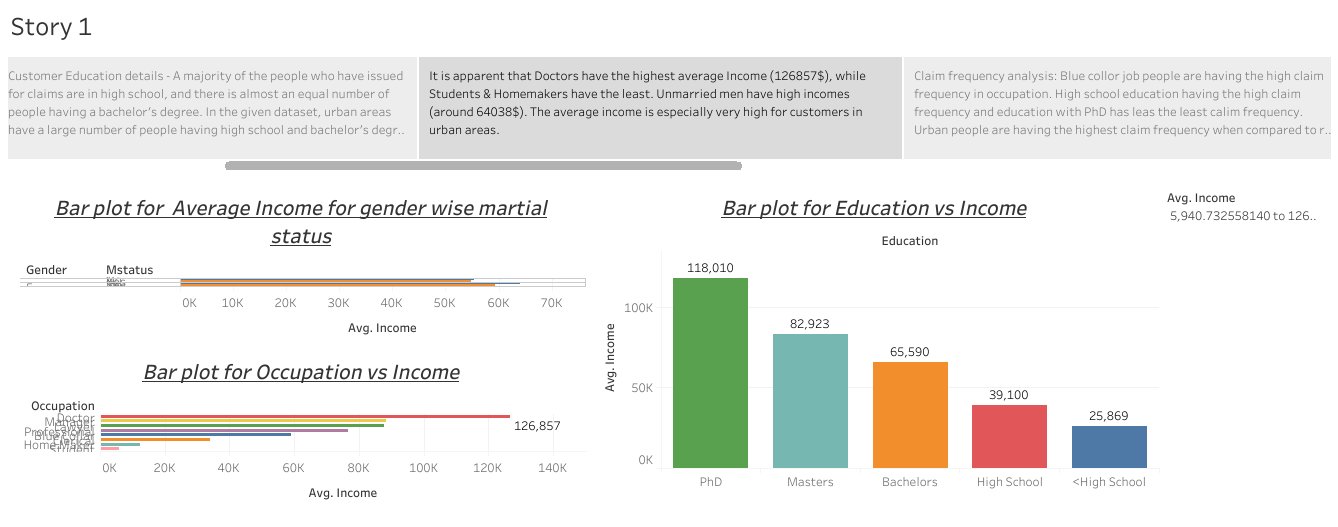 Story 1
Customer Education details - A majority of the people who have issued
for claims are in high school, and there is almost an equal number of
people having a bachelor's degree. In the given dataset, urban areas
have a large number of people having high school and bachelor's degr..
It is apparent that Doctors have the highest average Income (126857$), while
Students & Homemakers have the least. Unmarried men have high incomes
(around 64038$). The average income is especially very high for customers in
urban areas.
Claim frequency analysis: Blue collor job people are having the high claim
frequency in occupation. High school education having the high claim
frequency and education with PhD has leas the least calim frequency.
Urban people are having the highest claim frequency when compared to r..
Bar plot for  Average Income for gender wise martial
status
Gender Mstatus
0K 10K 20K 30K 40K 50K 60K 70K
Avg. Income
Bar plot for Occupation vs Income
Occupation
Doctor
Manager
Lawyer
Professional
Blue Collar
Clerical
Home Maker
Student
126,857
0K 20K 40K 60K 80K 100K 120K 140K
Avg. Income
Bar plot for Education vs Income
Education
Avg. Income
100K
50K
0K
118,010
82,923
65,590
39,100
25,869
PhD Masters Bachelors High School <High School
Avg. Income
5,940.732558140 to 126..